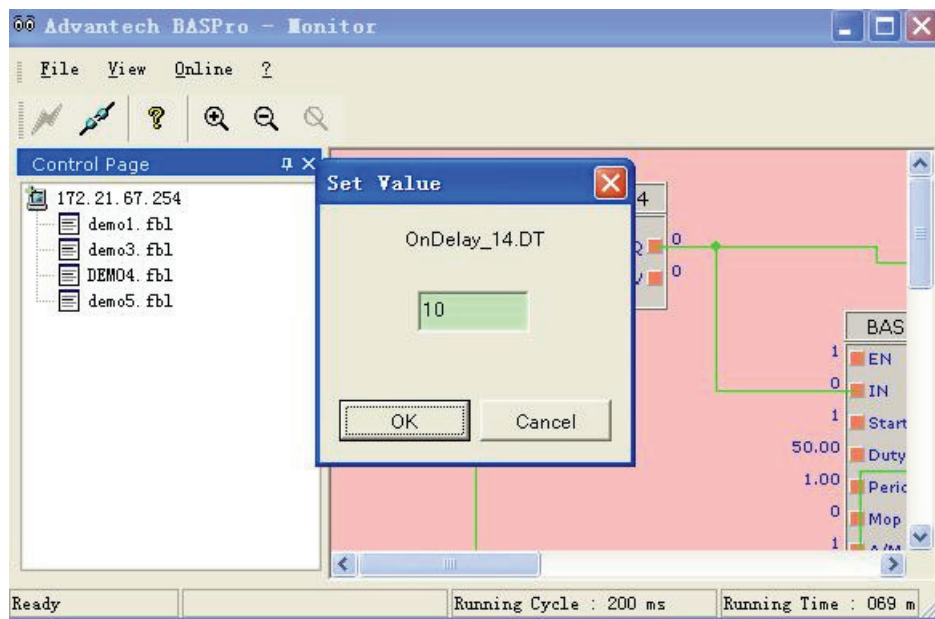 Advantech BASPro - Monitor
File View Online ?
Control Page
172.21.67.254
demo1.fbl
demo3.fbl
DEMO4.fbl
demo5.fbl
Set Value
OnDelay_14.DT
10
OK Cancel
4
0
0
BAS
1 EN
0 IN
1 Start
50.00 Duty
1.00 Peric
0 Mop
1 A/M
Ready
Running Cycle : 200 ms
Running Time : 069 m